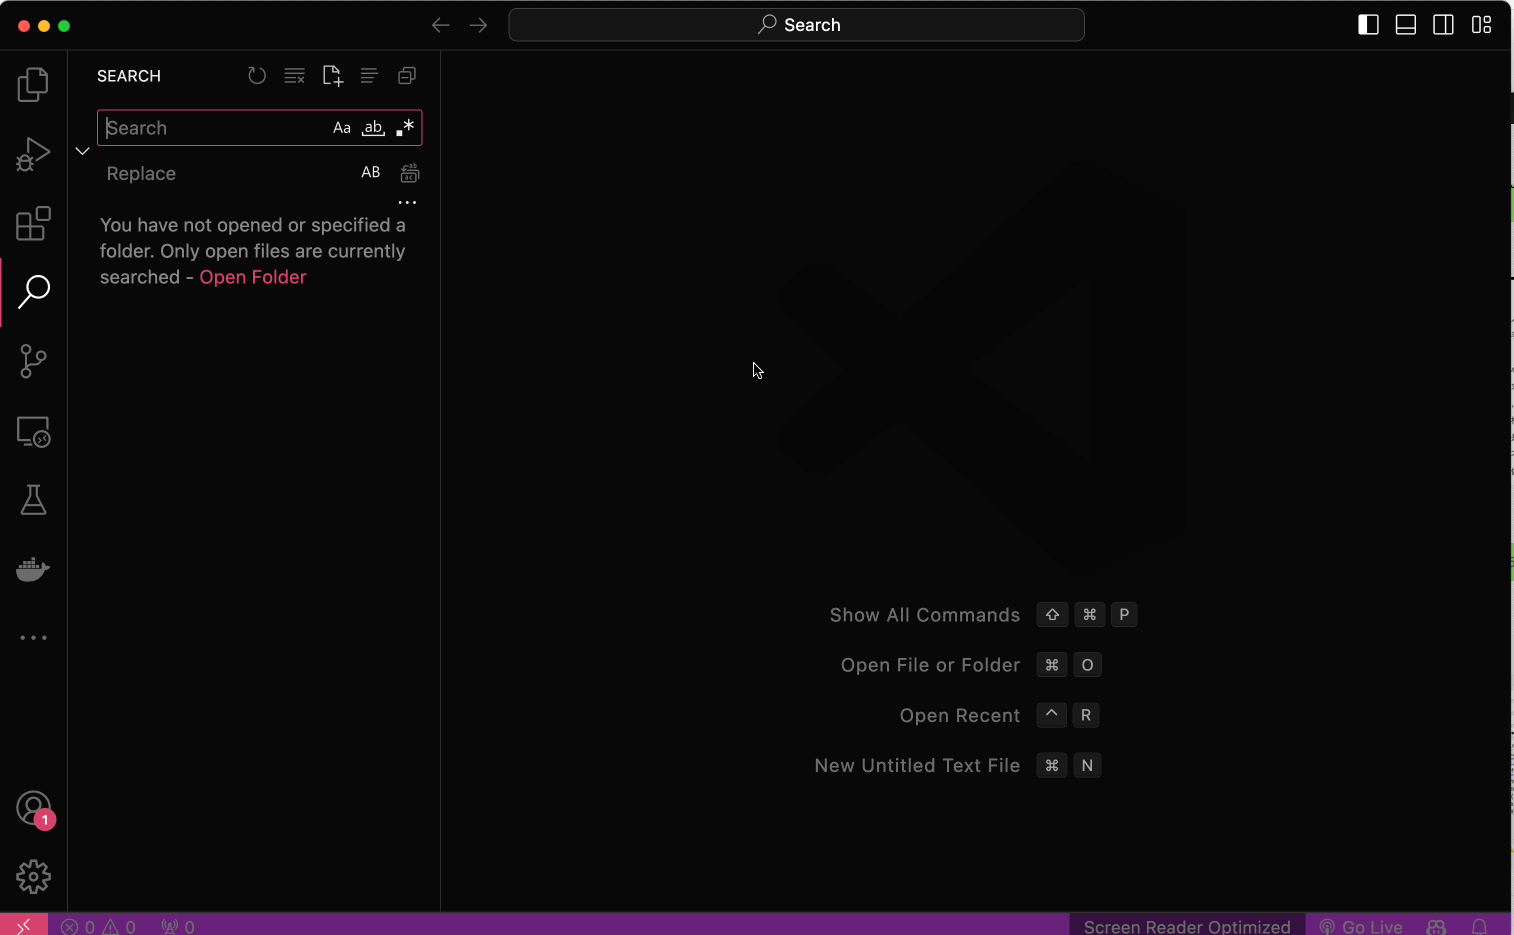 Search
SEARCH
Search Aa ab
Replace AB
You have not opened or specified a
folder. Only open files are currently
searched - Open Folder
Show All Commands ⇧ ⌘ P
Open File or Folder ⌘ O
Open Recent ^ R
New Untitled Text File ⌘ N
1
0 0 0 Screen Reader Optimized Go Live